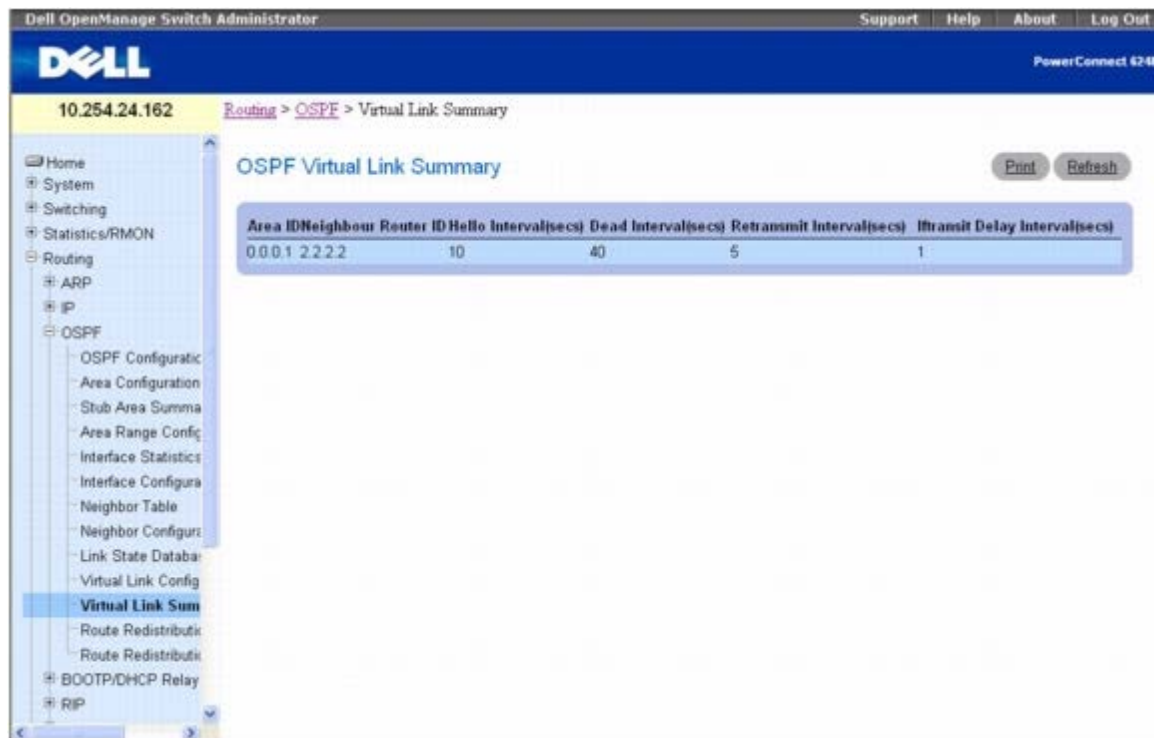 Dell OpenManage Switch Administrator Support Help About Log Out
DELL
PowerConnect 6248
10.254.24.162
Routing > OSPF > Virtual Link Summary
Home
System
Switching
Statistics/RMON
Routing
ARP
IP
OSPF
OSPF Configuratic
Area Configuration
Stub Area Summa
Area Range Config
Interface Statistics
Interface Configura
Neighbor Table
Neighbor Configura
Link State Databa
Virtual Link Config
Virtual Link Sum
Route Redistributic
Route Redistributic
BOOTP/DHCP Relay
RIP
OSPF Virtual Link Summary
Print Refresh
Area ID Neighbour Router ID Hello Interval(secs) Dead Interval(secs) Retransmit Interval(secs) Iftransit Delay Interval(secs)
0.0.0.1 2.2.2.2 10 40 5 1